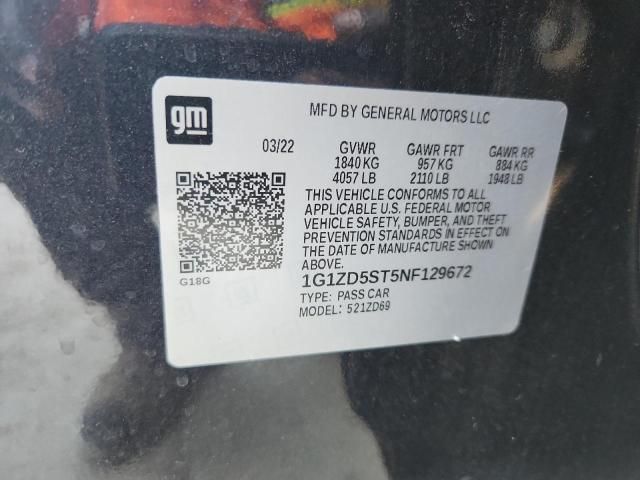 gm
MFD BY GENERAL MOTORS LLC
03/22 GVWR GAWR FRT GAWR RR
1840 KG 957 KG 884 KG
4057 LB 2110 LB 1948 LB
THIS VEHICLE CONFORMS TO ALL
APPLICABLE U.S. FEDERAL MOTOR
VEHICLE SAFETY, BUMPER, AND THEFT
PREVENTION STANDARDS IN EFFECT ON
THE DATE OF MANUFACTURE SHOWN
ABOVE.
G18G
1G1ZD5ST5NF129672
TYPE: PASS CAR
MODEL: 521ZD69